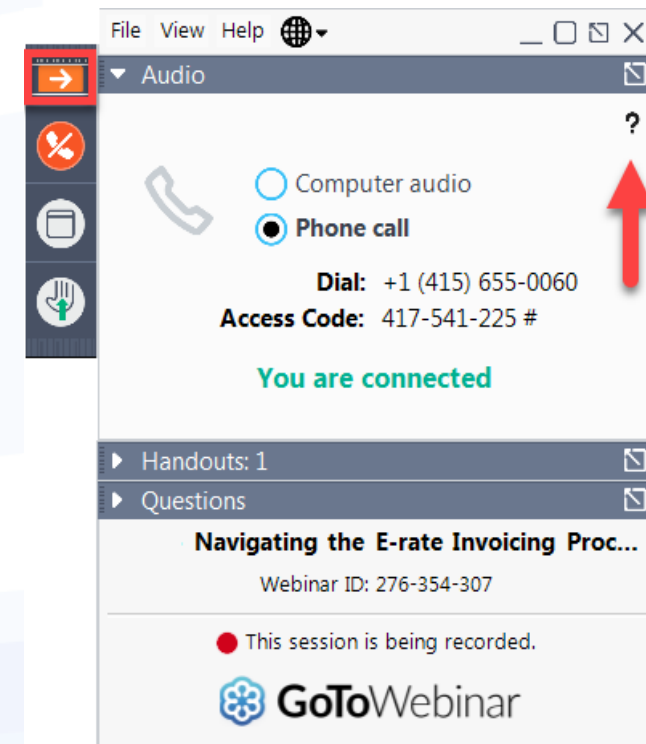 File View Help
Audio
?
Computer audio
Phone call
Dial: +1 (415) 655-0060
Access Code: 417-541-225 #
You are connected
Handouts: 1
Questions
Navigating the E-rate Invoicing Proc...
Webinar ID: 276-354-307
This session is being recorded.
GoToWebinar